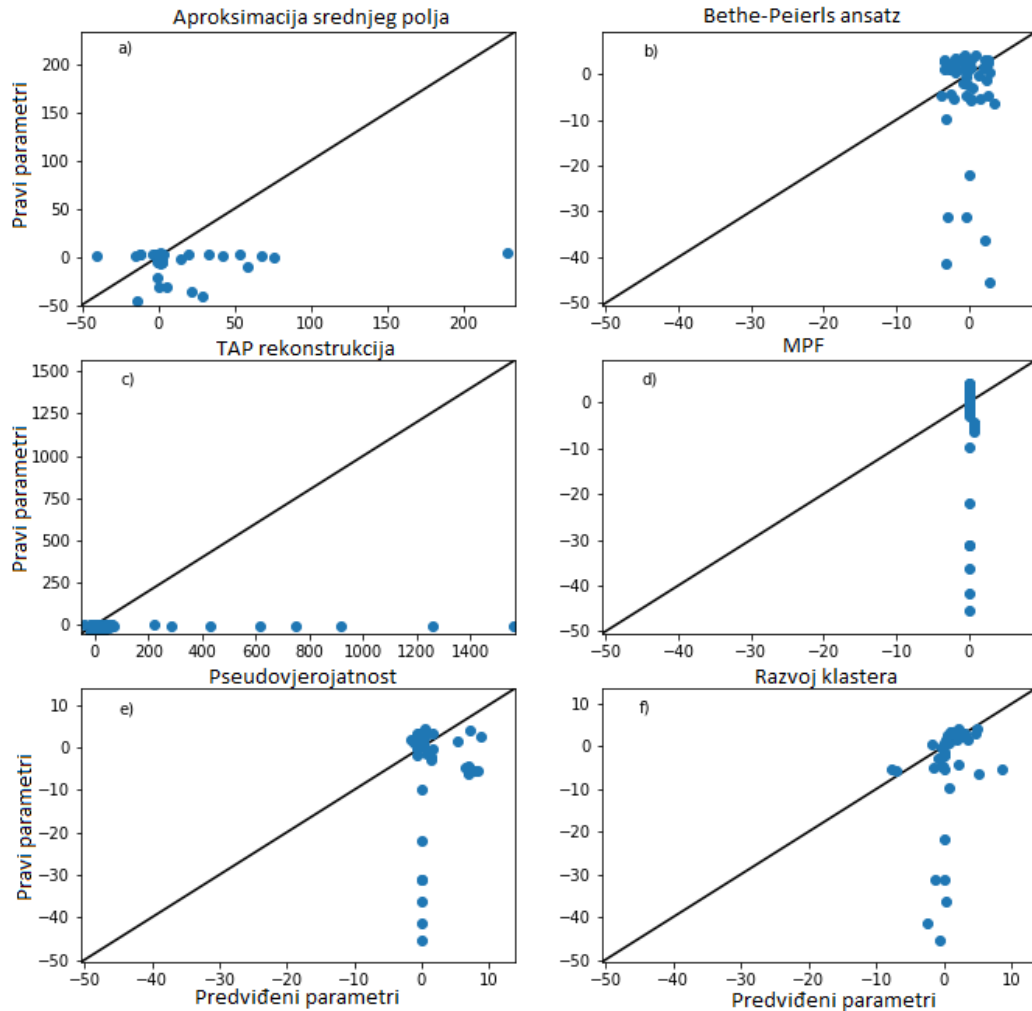 Aproksimacija srednjeg polja
a)
Pravi parametri
200
150
100
50
0
−50
−50 0 50 100 150 200
Bethe-Peierls ansatz
b)
0
−10
−20
−30
−40
−50
−50 −40 −30 −20 −10 0
TAP rekonstrukcija
c)
Pravi parametri
1500
1250
1000
750
500
250
0
0 200 400 600 800 1000 1200 1400
MPF
d)
0
−10
−20
−30
−40
−50
−50 −40 −30 −20 −10 0
Pseudovjerojatnost
e)
Pravi parametri
10
0
−10
−20
−30
−40
−50
−50 −40 −30 −20 −10 0 10
Predviđeni parametri
Razvoj klastera
f)
10
0
−10
−20
−30
−40
−50
−50 −40 −30 −20 −10 0 10
Predviđeni parametri